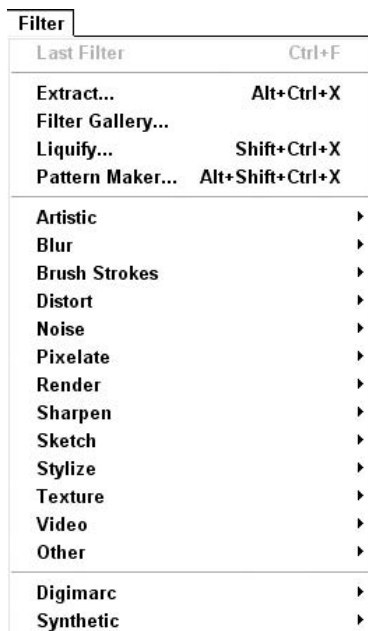 Filter
Last Filter Ctrl+F
Extract... Alt+Ctrl+X
Filter Gallery...
Liquify... Shift+Ctrl+X
Pattern Maker... Alt+Shift+Ctrl+X
Artistic
Blur
Brush Strokes
Distort
Noise
Pixelate
Render
Sharpen
Sketch
Stylize
Texture
Video
Other
Digimarc
Synthetic